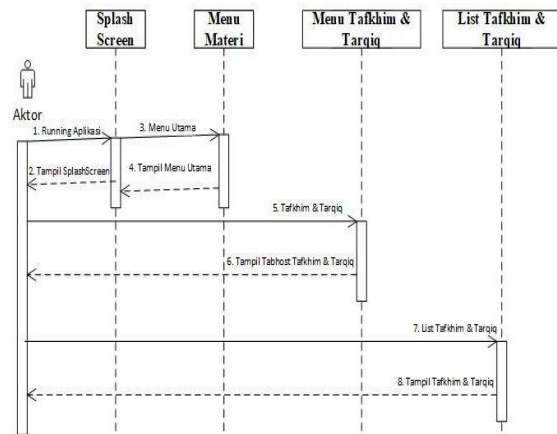 Splash
Screen
Menu
Materi
Menu Tafkhim &
Tarqiq
List Tafkhim &
Tarqiq
Aktor
1. Running Aplikasi
3. Menu Utama
2. Tampil SplashScreen
4. Tampil Menu Utama
5. Tafkhim & Tarqiq
6. Tampil Tabhost Tafkhim & Tarqiq
7. List Tafkhim & Tarqiq
8. Tampil Tafkhim & Tarqiq